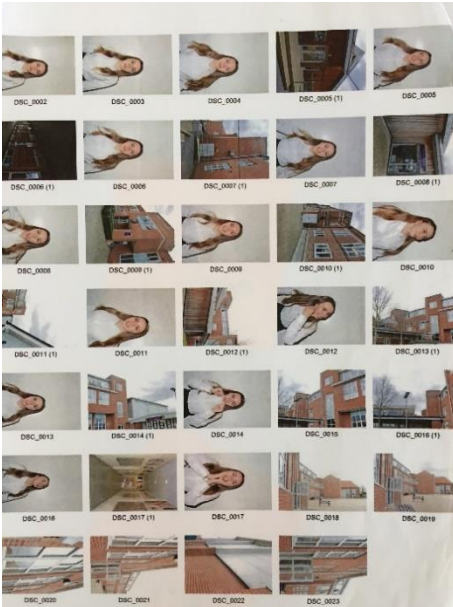 DSC_0002 DSC_0003 DSC_0004 DSC_0005 (1) DSC_0005
DSC_0006 (1) DSC_0006 DSC_0007 (1) DSC_0007 DSC_0008 (1)
DSC_0008 DSC_0009 (1) DSC_0009 DSC_0010 (1) DSC_0010
DSC_0011 (1) DSC_0011 DSC_0012 (1) DSC_0012 DSC_0013 (1)
DSC_0013 DSC_0014 (1) DSC_0014 DSC_0015 DSC_0016 (1)
DSC_0016 DSC_0017 (1) DSC_0017 DSC_0018 DSC_0019
DSC_0020 DSC_0021 DSC_0022 DSC_0023